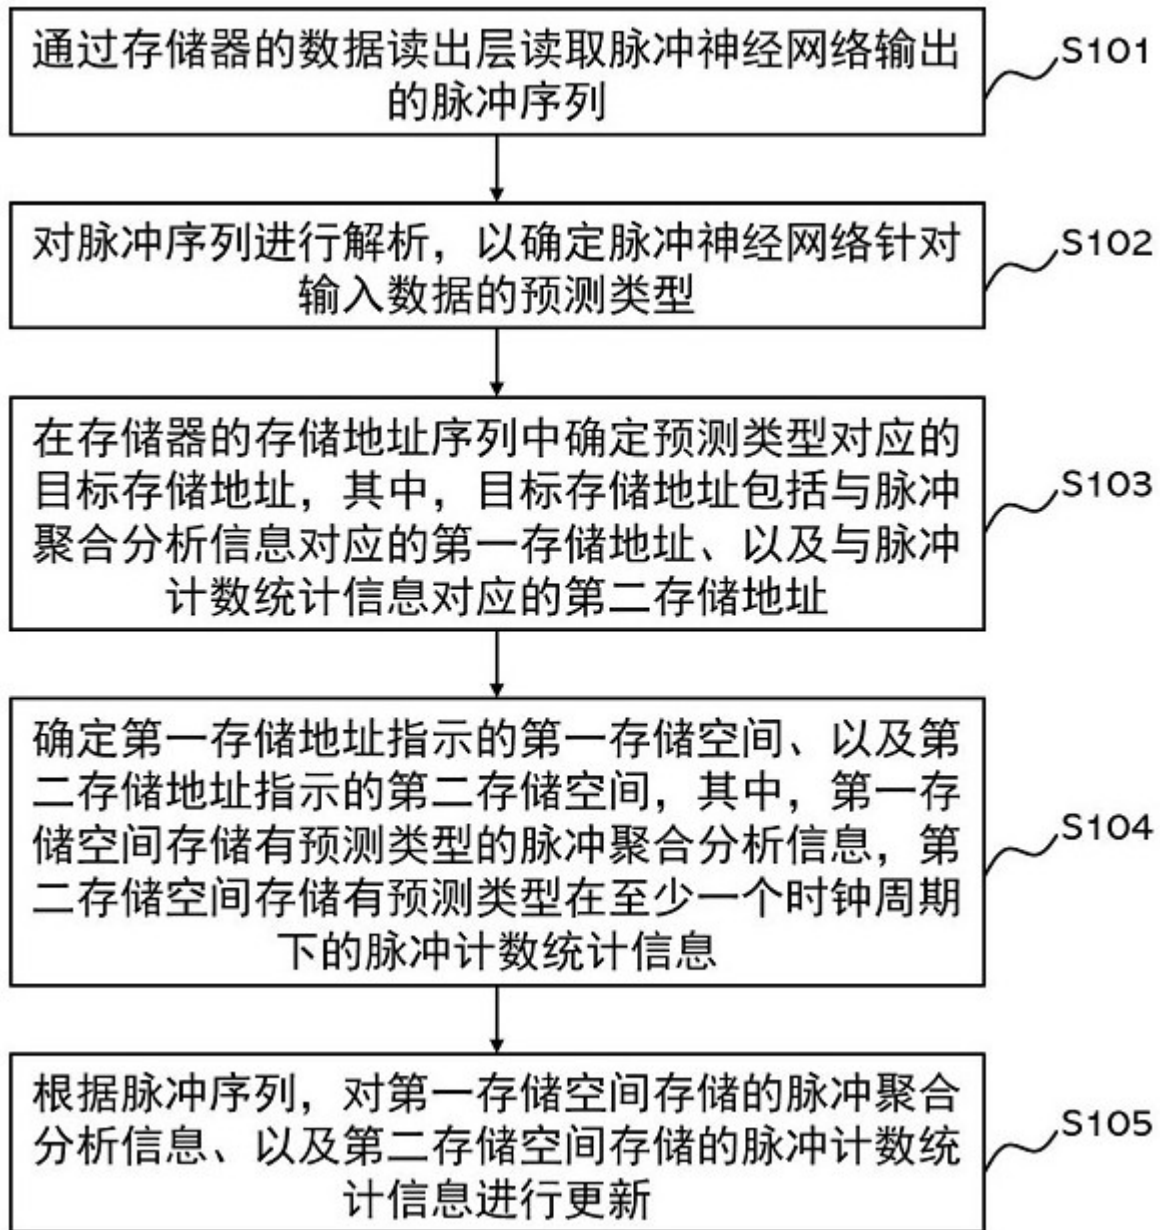 通过存储器的数据读出层读取脉冲神经网络输出
的脉冲序列
S101
对脉冲序列进行解析，以确定脉冲神经网络针对
输入数据的预测类型
S102
在存储器的存储地址序列中确定预测类型对应的
目标存储地址，其中，目标存储地址包括与脉冲
聚合分析信息对应的第一存储地址、以及与脉冲
计数统计信息对应的第二存储地址
S103
确定第一存储地址指示的第一存储空间、以及第
二存储地址指示的第二存储空间，其中，第一存
储空间存储有预测类型的脉冲聚合分析信息，第
二存储空间存储有预测类型在至少一个时钟周期
下的脉冲计数统计信息
S104
根据脉冲序列，对第一存储空间存储的脉冲聚合
分析信息、以及第二存储空间存储的脉冲计数统
计信息进行更新
S105